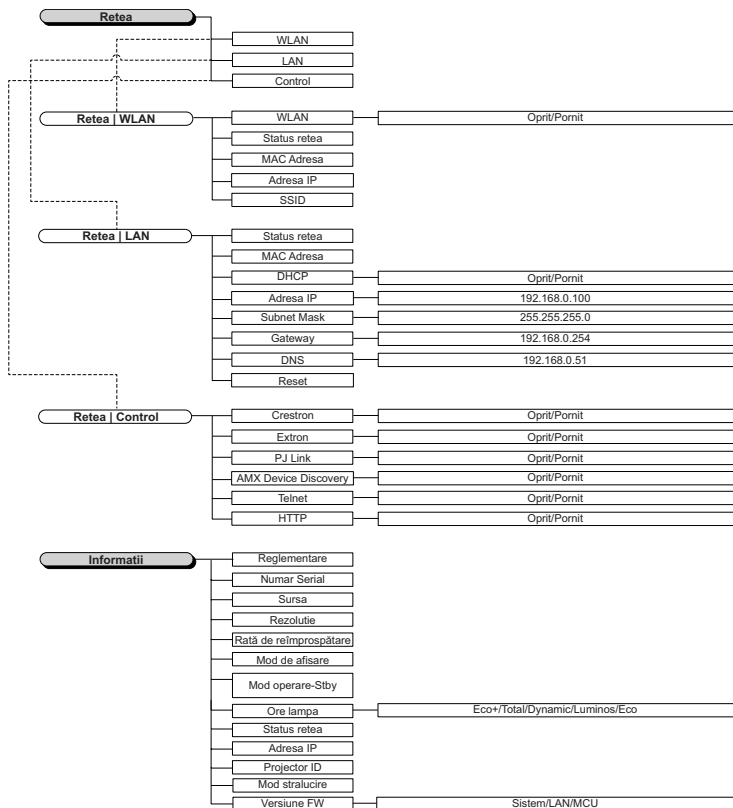 Retea
WLAN
LAN
Control
Retea | WLAN
WLAN
Oprit/Pornit
Status retea
MAC Adresa
Adresa IP
SSID
Retea | LAN
Status retea
MAC Adresa
DHCP
Oprit/Pornit
Adresa IP
192.168.0.100
Subnet Mask
255.255.255.0
Gateway
192.168.0.254
DNS
192.168.0.51
Reset
Retea | Control
Crestron
Oprit/Pornit
Extron
Oprit/Pornit
PJ Link
Oprit/Pornit
AMX Device Discovery
Oprit/Pornit
Telnet
Oprit/Pornit
HTTP
Oprit/Pornit
Informatii
Reglementare
Numar Serial
Sursa
Rezolutie
Rată de reîmprospătare
Mod de afisare
Mod operare-Stby
Ore lampa
Eco+/Total/Dynamic/Luminos/Eco
Status retea
Adresa IP
Projector ID
Mod stralucire
Versiune FW
Sistem/LAN/MCU